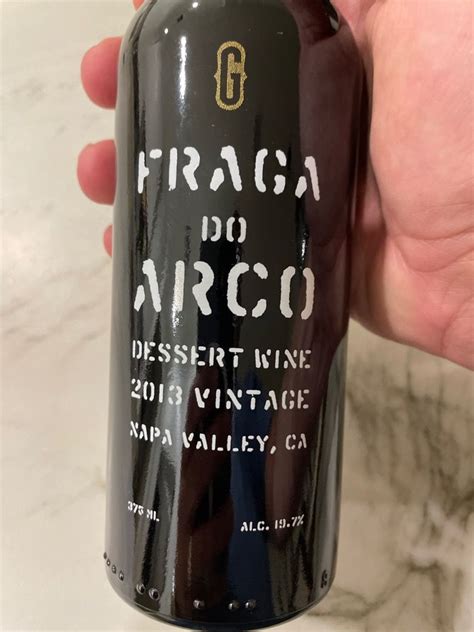 G
FRAGA
DO
ARCO
DESSERT WINE
2013 VINTAGE
NAPA VALLEY, CA
375 ML
ALC. 19.7%